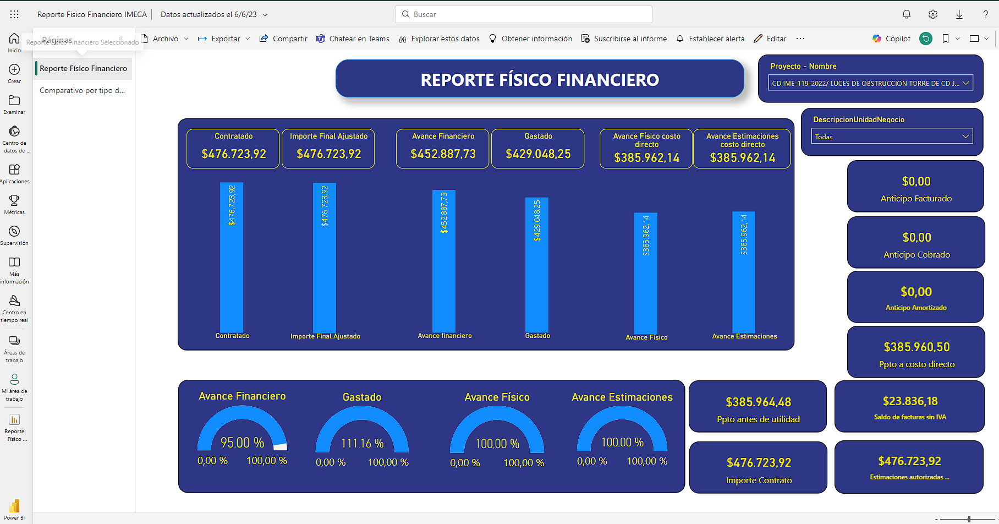 Reporte Fisico Financiero IMECA
Datos actualizados el 6/6/23
Buscar
Inicio
Crear
Examinar
Centro de
datos de ...
Aplicaciones
Métricas
Supervisión
Más
información
Centro en
tiempo real
Áreas de
trabajo
Mi área de
trabajo
Reporte
Fisico ...
Power BI
Páginas
Reporte Físico Financiero Seleccionado
Reporte Físico Financiero
Comparativo por tipo d...
Archivo
Exportar
Compartir
Chatear en Teams
Explorar estos datos
Obtener información
Suscribirse al informe
Establecer alerta
Editar
...
Copilot
REPORTE FÍSICO FINANCIERO
Proyecto - Nombre
CD IME-119-2022/ LUCES DE OBSTRUCCION TORRE DE CD J...
DescripcionUnidadNegocio
Todas
Contratado
$476.723,92
Importe Final Ajustado
$476.723,92
Avance Financiero
$452.887,73
Gastado
$429.048,25
Avance Físico costo
directo
$385.962,14
Avance Estimaciones
costo directo
$385.962,14
$476.723,92
Contratado
$476.723,92
Importe Final Ajustado
$452.887,73
Avance financiero
$429.048,25
Gastado
$385.962,14
Avance Físico
$385.962,14
Avance Estimaciones
$0,00
Anticipo Facturado
$0,00
Anticipo Cobrado
$0,00
Anticipo Amortizado
$385.960,50
Ppto a costo directo
Avance Financiero
95,00 %
0,00 %
100,00 %
Gastado
111,16 %
0,00 %
100,00 %
Avance Físico
100,00 %
0,00 %
100,00 %
Avance Estimaciones
100,00 %
0,00 %
100,00 %
$385.964,48
Ppto antes de utilidad
$23.836,18
Saldo de facturas sin IVA
$476.723,92
Importe Contrato
$476.723,92
Estimaciones autorizadas ...